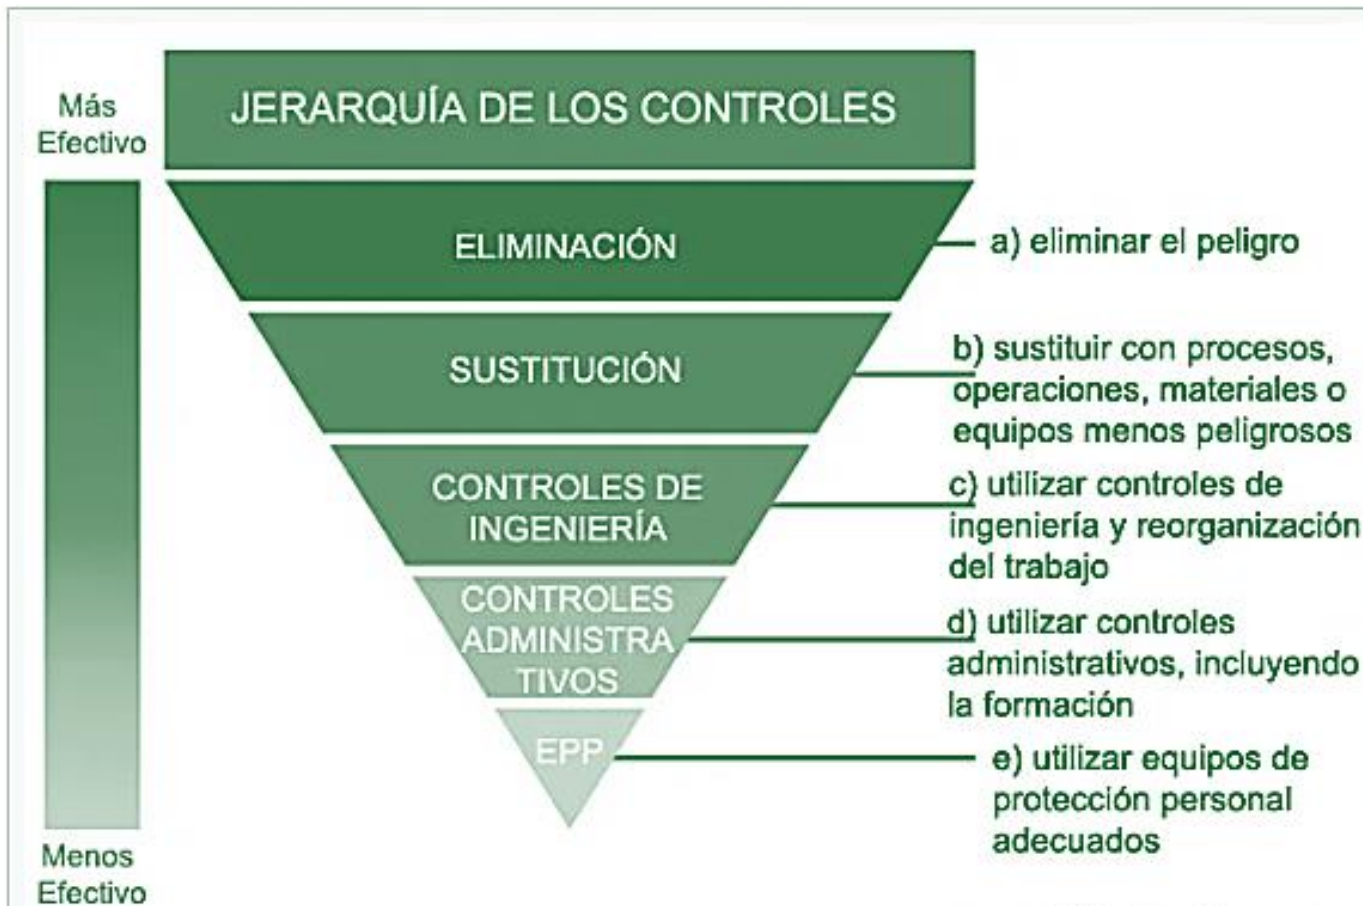 JERARQUÍA DE LOS CONTROLES
Más
Efectivo
ELIMINACIÓN
a) eliminar el peligro
SUSTITUCIÓN
b) sustituir con procesos,
operaciones, materiales o
equipos menos peligrosos
CONTROLES DE
INGENIERÍA
c) utilizar controles de
ingeniería y reorganización
del trabajo
CONTROLES
ADMINISTRA
TIVOS
d) utilizar controles
administrativos, incluyendo
la formación
EPP
e) utilizar equipos de
protección personal
adecuados
Menos
Efectivo